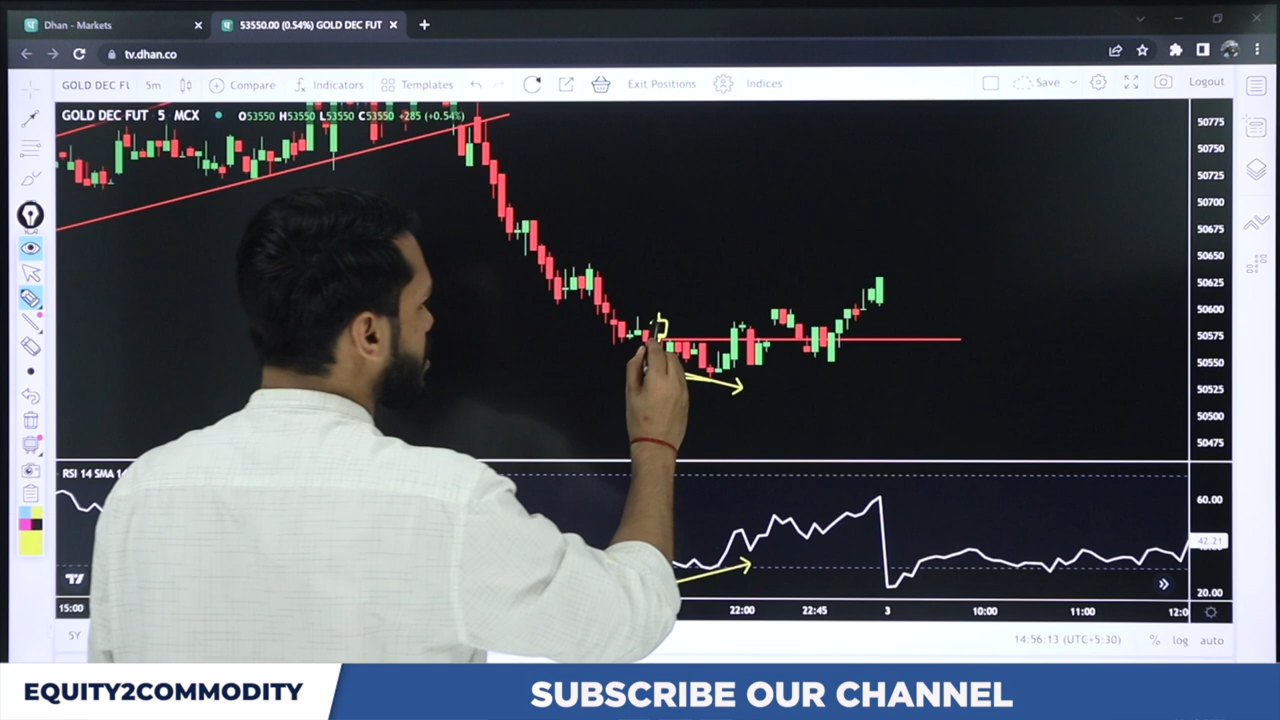 Dhan - Markets
53550.00 (0.54%) GOLD DEC FUT
tv.dhan.co
GOLD DEC FU 5m Compare Indicators Templates Exit Positions Indices Save Logout
GOLD DEC FUT 5 MCX O53550 H53550 L53550 C53550 +285 (+0.54%)
50775
50750
50725
50700
50675
50650
50625
50600
50575
50550
50525
50500
50475
RSI 14 SMA 14
60.00
42.21
20.00
15:00 22:00 22:45 3 10:00 11:00 12:0
5Y 14:56:13 (UTC+5:30) % log auto
EQUITY2COMMODITY
SUBSCRIBE OUR CHANNEL